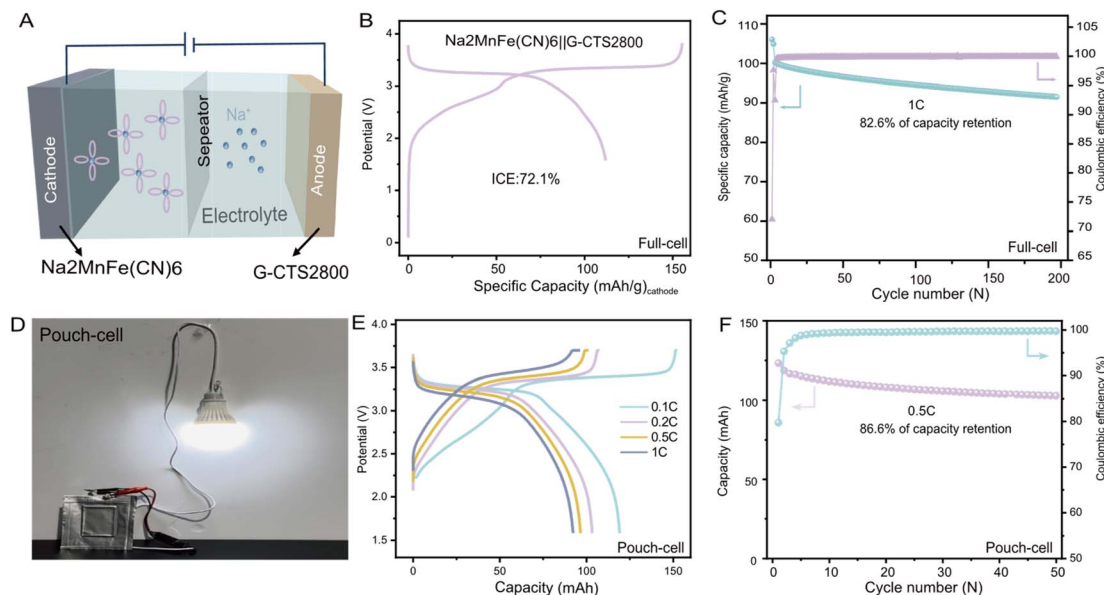 A
Cathode
Sepeator
Na+
Electrolyte
Anode
Na2MnFe(CN)6
G-CTS2800
B
Na2MnFe(CN)6||G-CTS2800
ICE:72.1%
Full-cell
Potential (V)
4
3
2
1
0
0
50
100
150
Specific Capacity (mAh/g)cathode
C
Specific capacity (mAh/g)
110
100
90
80
70
60
50
1C
82.6% of capacity retention
Full-cell
0
50
100
150
200
Cycle number (N)
105
100
95
90
85
80
75
70
65
Coulombic efficiency (%)
D
Pouch-cell
E
Potential (V)
4.0
3.5
3.0
2.5
2.0
1.5
0.1C
0.2C
0.5C
1C
Pouch-cell
0
50
100
150
Capacity (mAh)
F
Capacity (mAh)
150
125
100
75
50
25
0
0.5C
86.6% of capacity retention
Pouch-cell
0
10
20
30
40
50
Cycle number (N)
100
90
80
70
60
50
Coulombic efficiency (%)